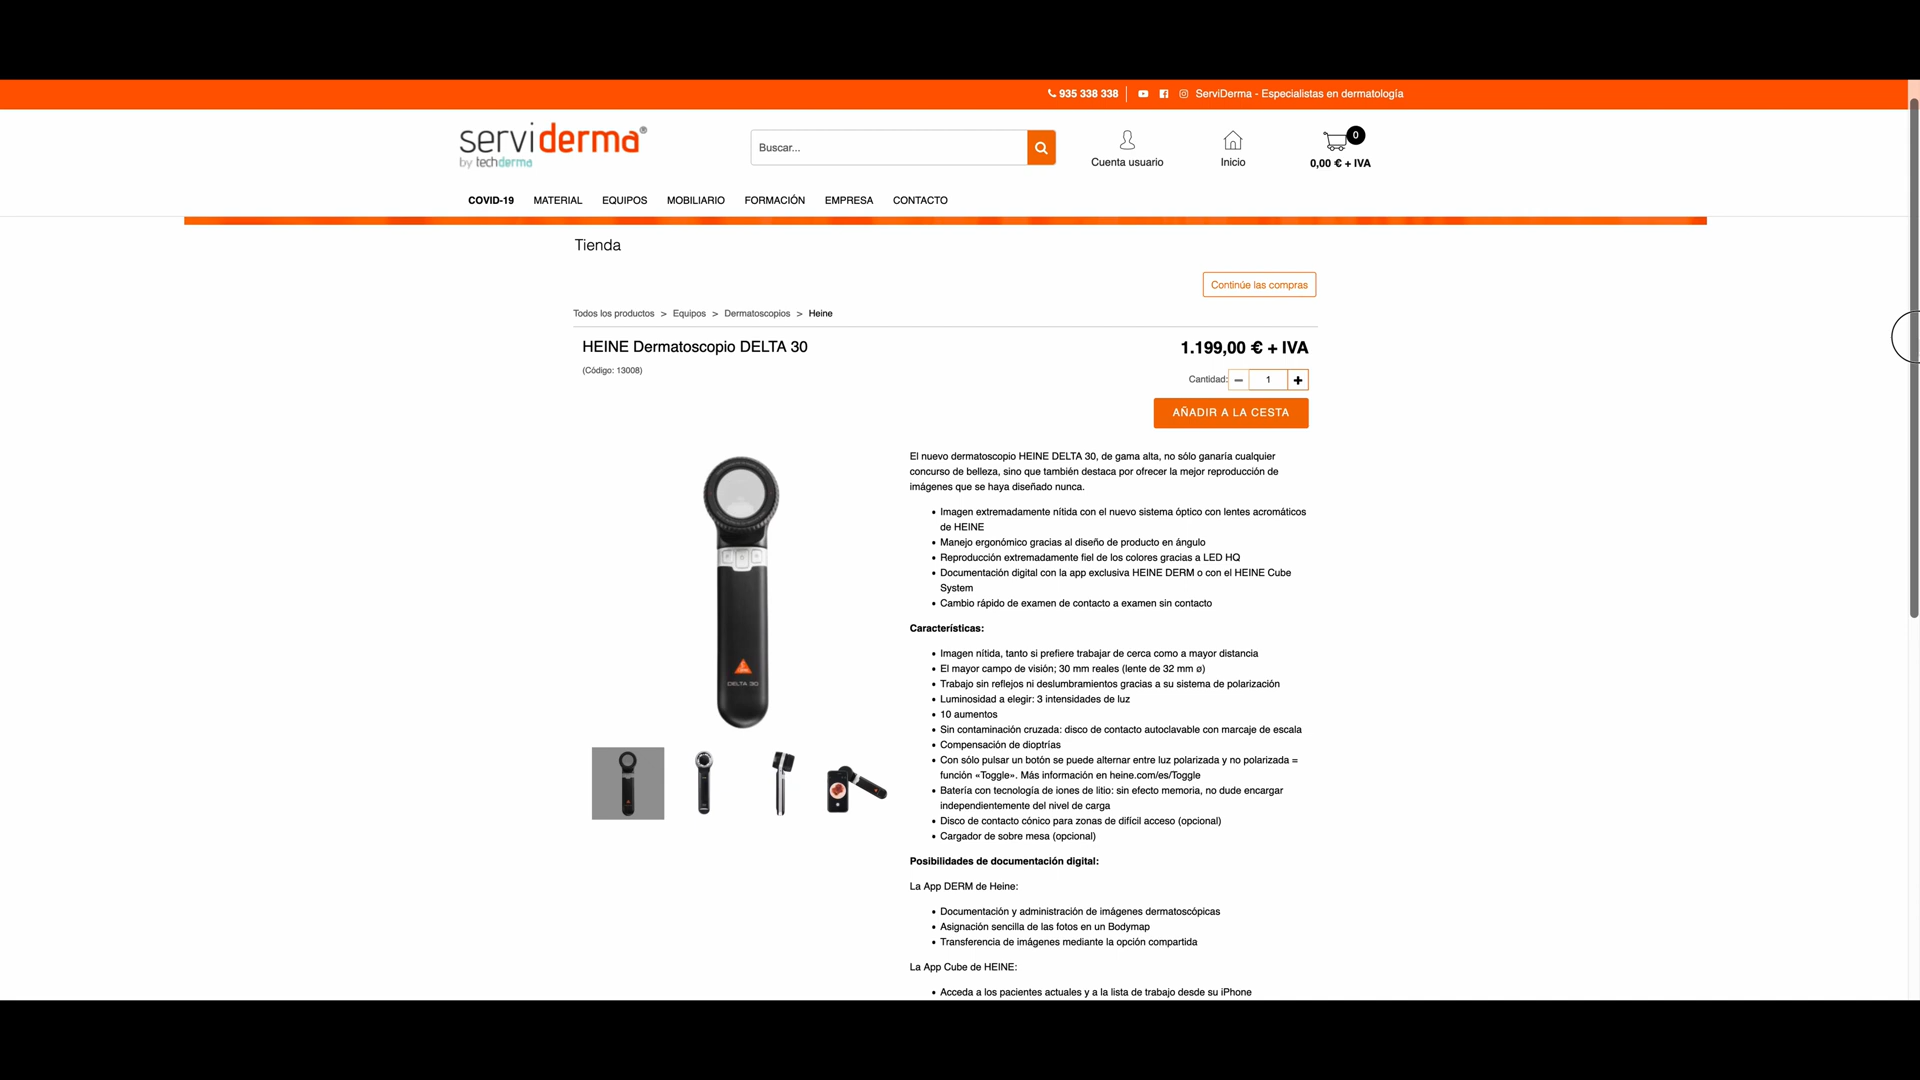 935 338 338
ServiDerma - Especialistas en dermatología
serviderma®
by techderma
Buscar...
Cuenta usuario
Inicio
0
0,00 € + IVA
COVID-19 MATERIAL EQUIPOS MOBILIARIO FORMACIÓN EMPRESA CONTACTO
Tienda
Continúe las compras
Todos los productos > Equipos > Dermatoscopios > Heine
HEINE Dermatoscopio DELTA 30
1.199,00 € + IVA
(Código: 13008)
Cantidad: − 1 +
AÑADIR A LA CESTA
El nuevo dermatoscopio HEINE DELTA 30, de gama alta, no sólo ganaría cualquier
concurso de belleza, sino que también destaca por ofrecer la mejor reproducción de
imágenes que se haya diseñado nunca.
• Imagen extremadamente nítida con el nuevo sistema óptico con lentes acromáticos
de HEINE
• Manejo ergonómico gracias al diseño de producto en ángulo
• Reproducción extremadamente fiel de los colores gracias a LED HQ
• Documentación digital con la app exclusiva HEINE DERM o con el HEINE Cube
System
• Cambio rápido de examen de contacto a examen sin contacto
Características:
• Imagen nítida, tanto si prefiere trabajar de cerca como a mayor distancia
• El mayor campo de visión; 30 mm reales (lente de 32 mm ø)
• Trabajo sin reflejos ni deslumbramientos gracias a su sistema de polarización
• Luminosidad a elegir: 3 intensidades de luz
• 10 aumentos
• Sin contaminación cruzada: disco de contacto autoclavable con marcaje de escala
• Compensación de dioptrías
• Con sólo pulsar un botón se puede alternar entre luz polarizada y no polarizada =
función «Toggle». Más información en heine.com/es/Toggle
• Batería con tecnología de iones de litio: sin efecto memoria, no dude encargar
independientemente del nivel de carga
• Disco de contacto cónico para zonas de difícil acceso (opcional)
• Cargador de sobre mesa (opcional)
Posibilidades de documentación digital:
La App DERM de Heine:
• Documentación y administración de imágenes dermatoscópicas
• Asignación sencilla de las fotos en un Bodymap
• Transferencia de imágenes mediante la opción compartida
La App Cube de HEINE:
• Acceda a los pacientes actuales y a la lista de trabajo desde su iPhone
DELTA 30